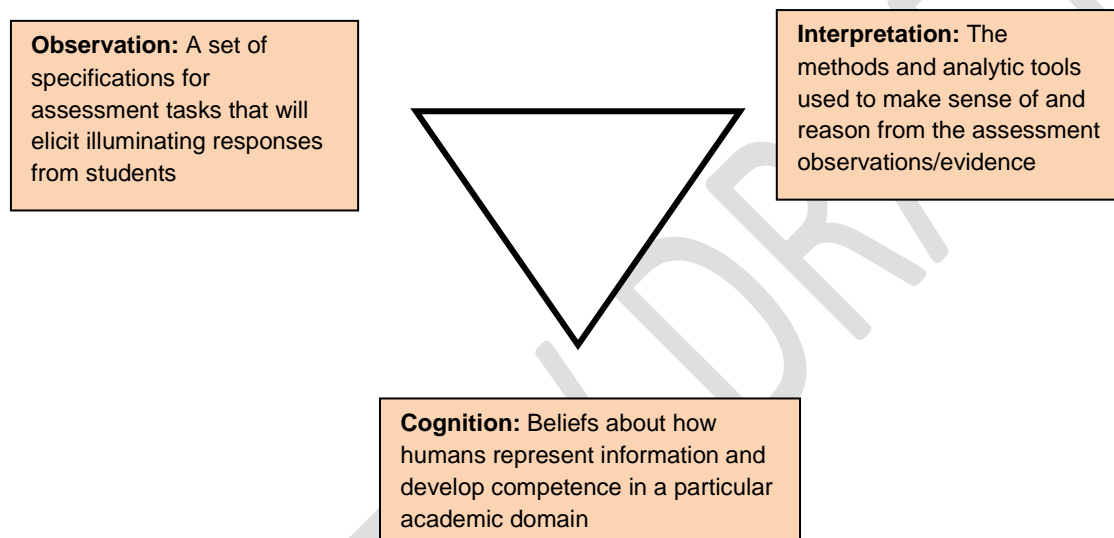 Observation: A set of
specifications for
assessment tasks that will
elicit illuminating responses
from students
Interpretation: The
methods and analytic tools
used to make sense of and
reason from the assessment
observations/evidence
Cognition: Beliefs about how
humans represent information and
develop competence in a particular
academic domain